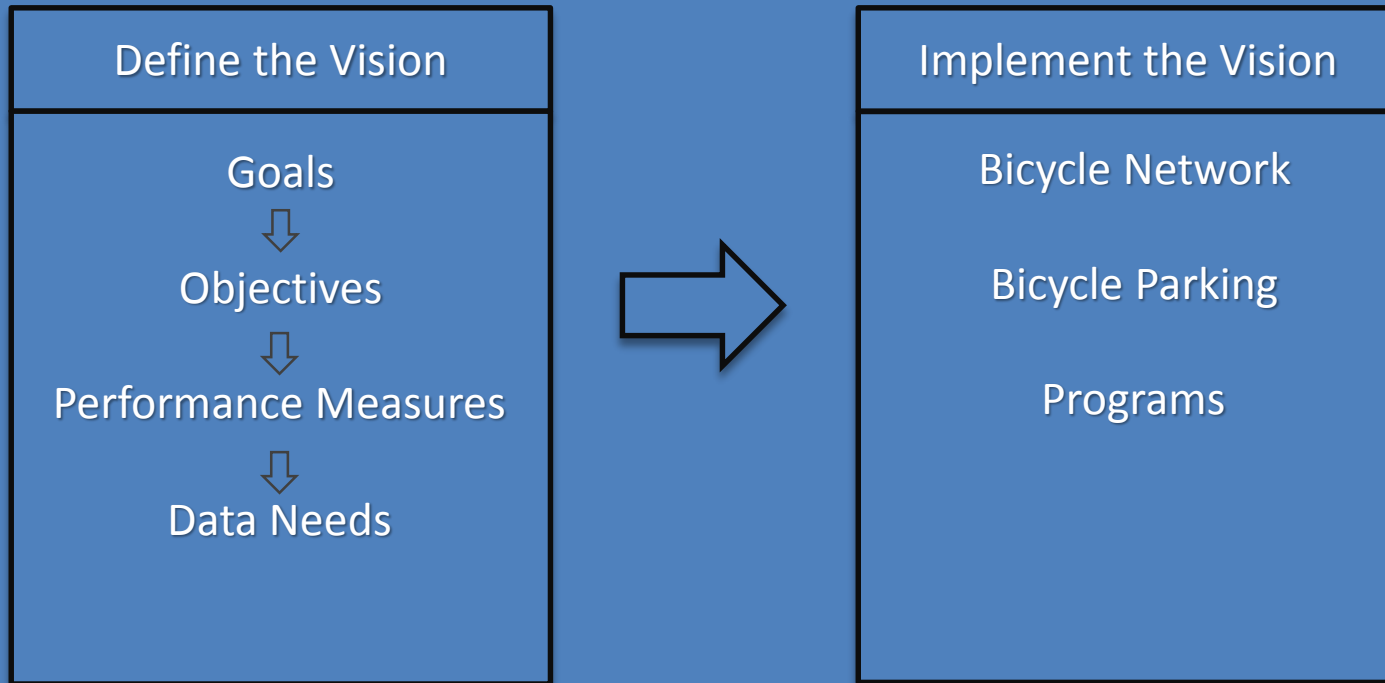 Define the Vision
Goals
Objectives
Performance Measures
Data Needs
Implement the Vision
Bicycle Network
Bicycle Parking
Programs